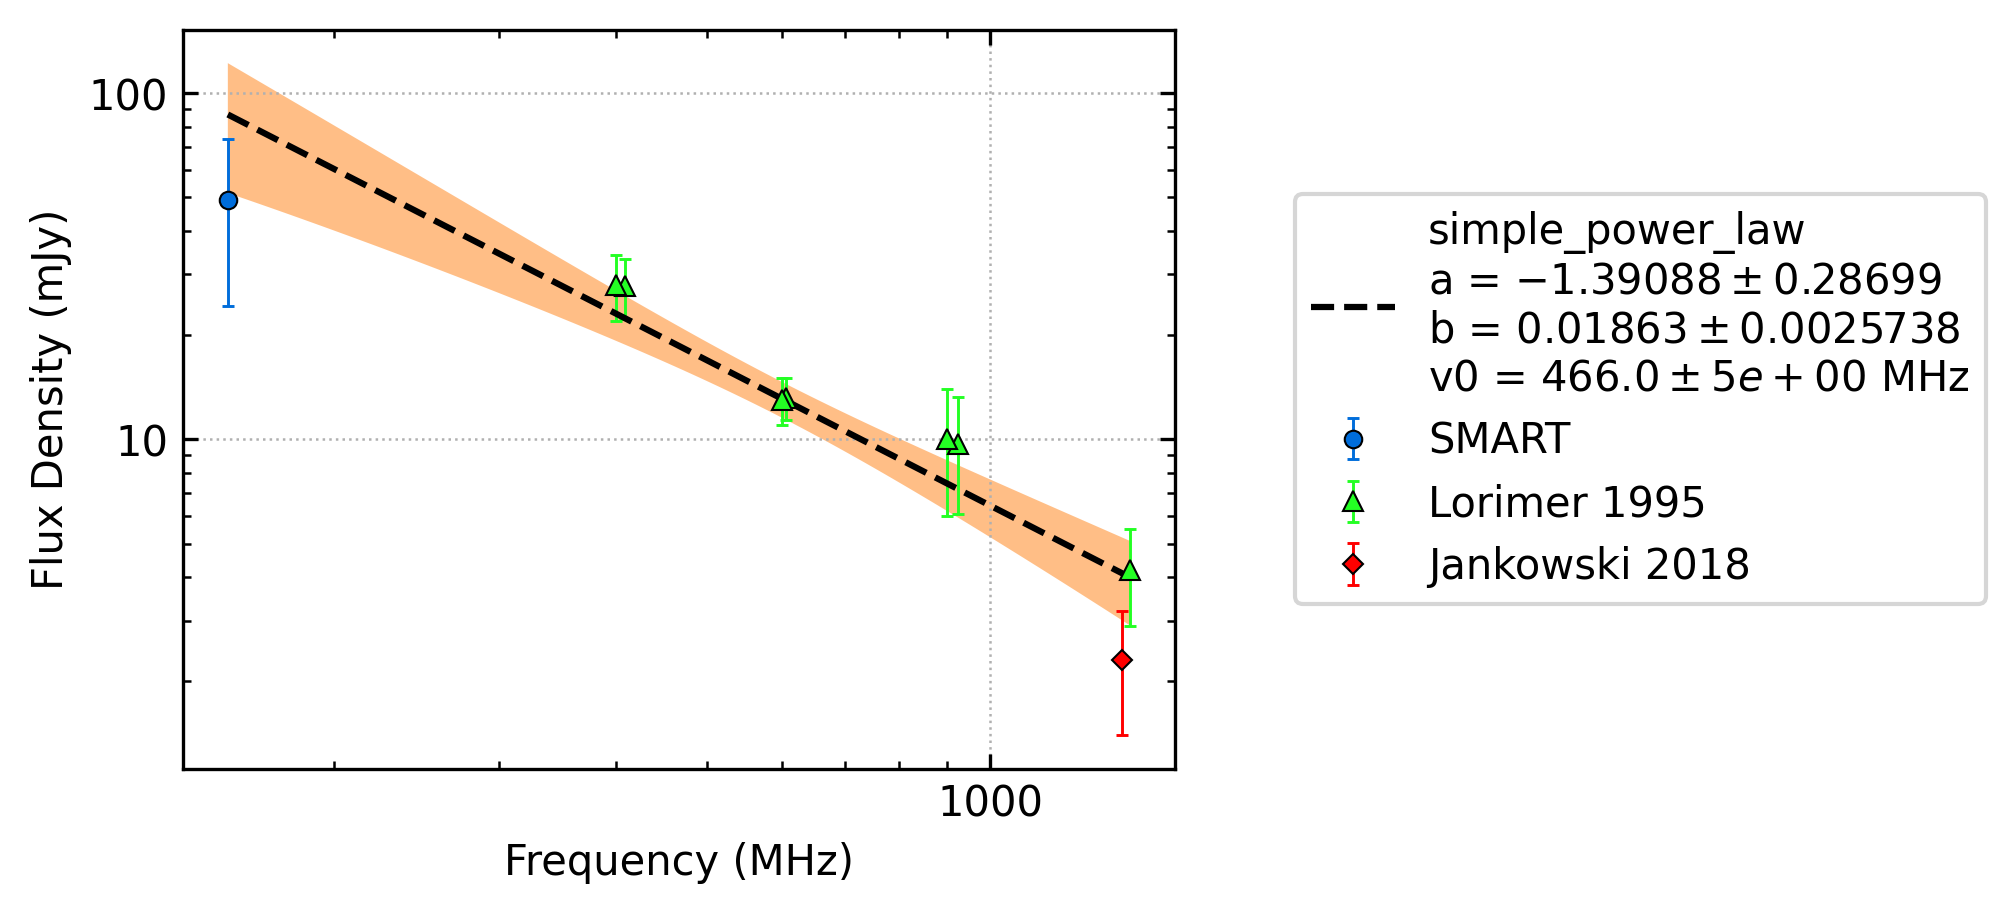 100
10
Flux Density (mJy)
1000
Frequency (MHz)
simple_power_law
a = −1.39088 ± 0.28699
b = 0.01863 ± 0.0025738
v0 = 466.0 ± 5e + 00 MHz
SMART
Lorimer 1995
Jankowski 2018